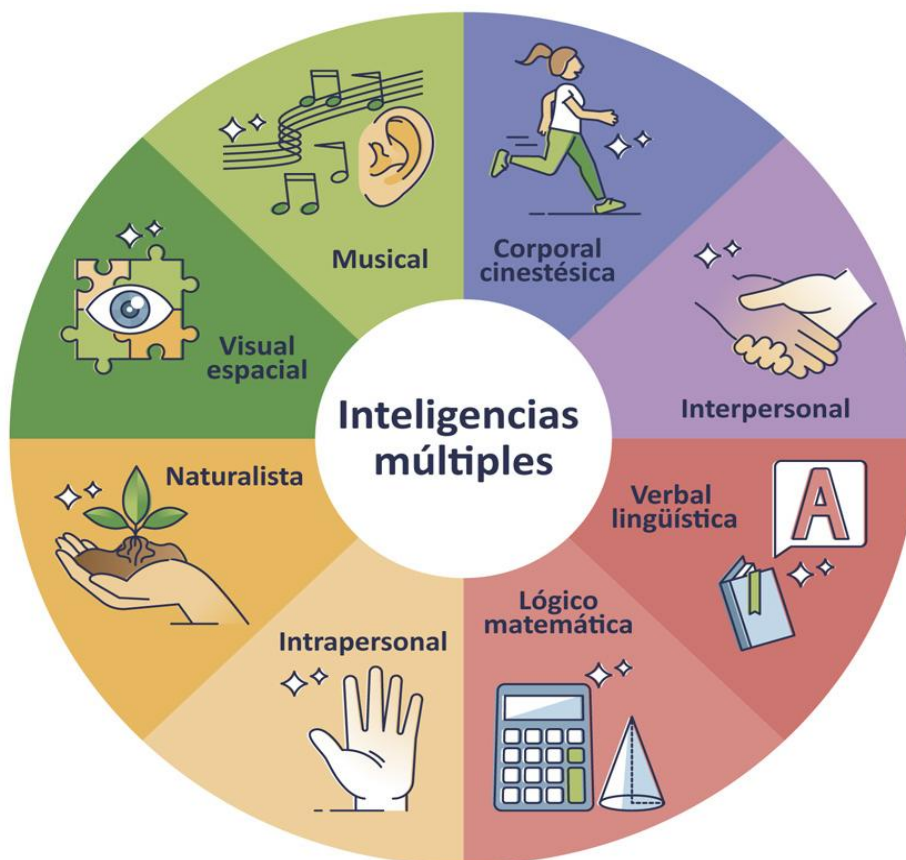 Musical
Corporal
cinestésica
Visual
espacial
Interpersonal
Inteligencias
múltiples
Naturalista
Verbal
lingüística
A
Lógico
matemática
Intrapersonal